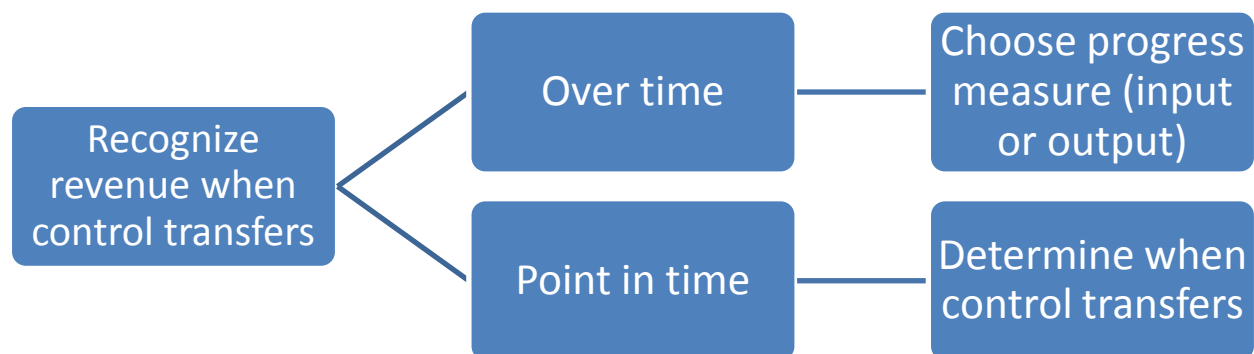 Recognize
revenue when
control transfers
Over time
Choose progress
measure (input
or output)
Point in time
Determine when
control transfers